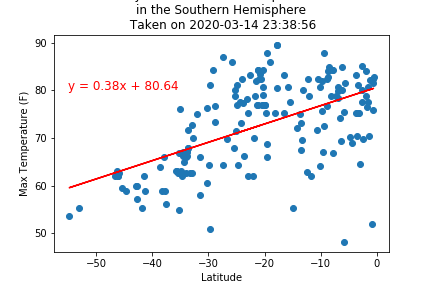 in the Southern Hemisphere
Taken on 2020-03-14 23:38:56
y = 0.38x + 80.64
Max Temperature (F)
90
80
70
60
50
−50
−40
−30
−20
−10
0
Latitude